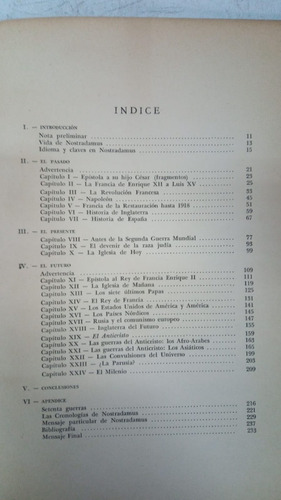 INDICE
I. — INTRODUCCIÓN
Nota preliminar 11
Vida de Nostradamus 13
Idioma y claves en Nostradamus 15
II. — EL PASADO
Advertencia 21
Capítulo I — Epístola a su hijo César (fragmentos) 23
Capítulo II — La Francia de Enrique XII a Luis XV 25
Capítulo III — La Revolución Francesa 33
Capítulo IV — Napoleón 45
Capítulo V — Francia de la Restauración hasta 1918 51
Capítulo VI — Historia de Inglaterra 59
Capítulo VII — Historia de España 67
III. — EL PRESENTE
Capítulo VIII — Antes de la Segunda Guerra Mundial 77
Capítulo IX — El devenir de la raza judía 93
Capítulo X — La Iglesia de Hoy 99
IV. — EL FUTURO
Advertencia 109
Capítulo XI — Epístola al Rey de Francia Enrique II 111
Capítulo XII — La Iglesia de Mañana 119
Capítulo XIII — Los siete últimos Papas 125
Capítulo XIV — El Rey de Francia 131
Capítulo XV — Los Estados Unidos de América y América 141
Capítulo XVI — Los Países Nórdicos 145
Capítulo XVII — Rusia y el comunismo europeo 147
Capítulo XVIII — Inglaterra del Futuro 155
Capítulo XIX — El Anticristo 159
Capítulo XX — Las guerras del Anticristo: los Afro-Arabes 163
Capítulo XXI — Las guerras del Anticristo: Los Asiáticos 165
Capítulo XXII — Las Convulsiones del Universo 199
Capítulo XXIII — ¿La Parusía? 203
Capítulo XXIV — El Milenio 209
V. — CONCLUSIONES
VI — APENDICE
Setenta guerras 216
Las Cronologías de Nostradamus 221
Mensaje particular de Nostradamus 229
Bibliografía 237
Mensaje Final 233